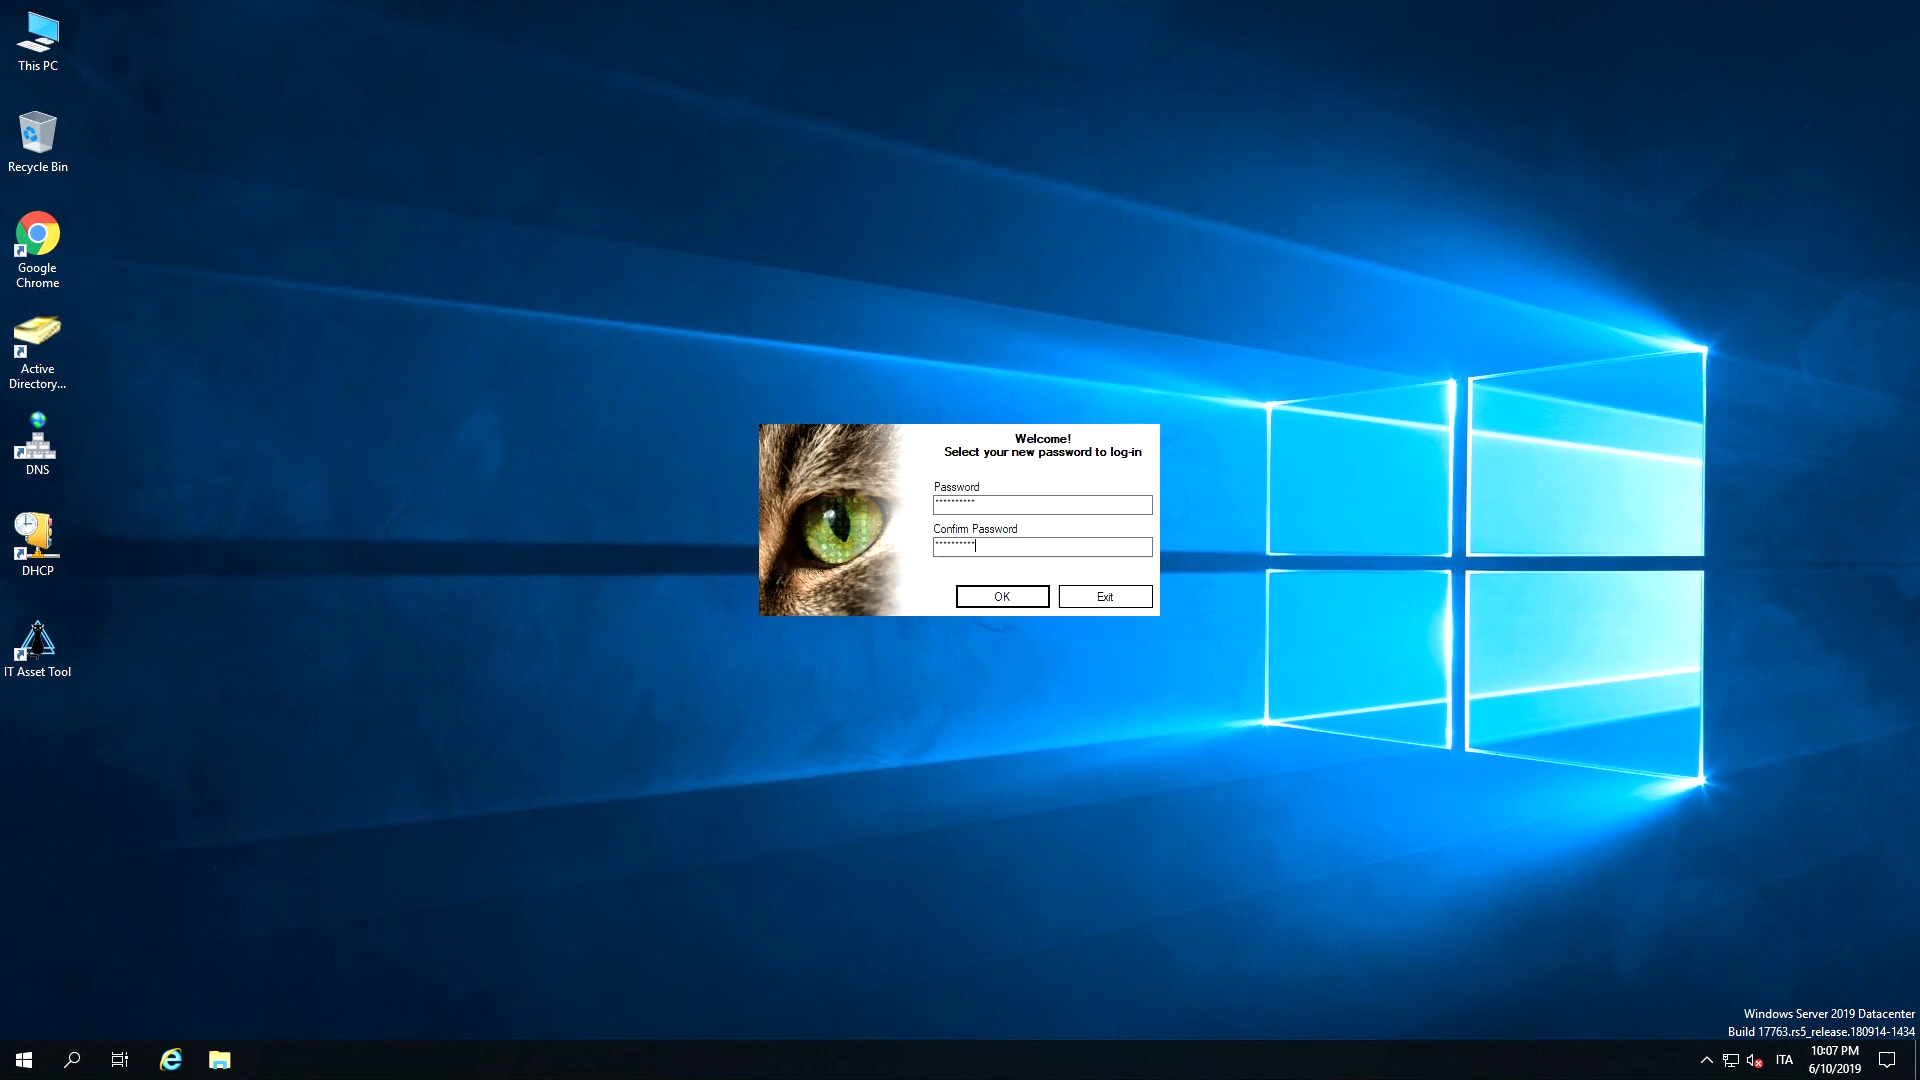 This PC
Recycle Bin
Google
Chrome
Active
Directory...
DNS
DHCP
IT Asset Tool
Welcome!
Select your new password to log-in
Password
**********
Confirm Password
**********
OK
Exit
Windows Server 2019 Datacenter
Build 17763.rs5_release.180914-1434
ITA
10:07 PM
6/10/2019